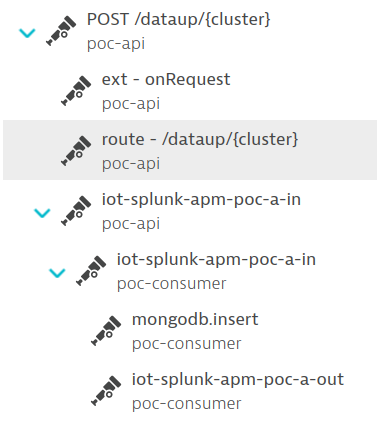 POST /dataup/{cluster}
poc-api
ext - onRequest
poc-api
route - /dataup/{cluster}
poc-api
iot-splunk-apm-poc-a-in
poc-api
iot-splunk-apm-poc-a-in
poc-consumer
mongodb.insert
poc-consumer
iot-splunk-apm-poc-a-out
poc-consumer